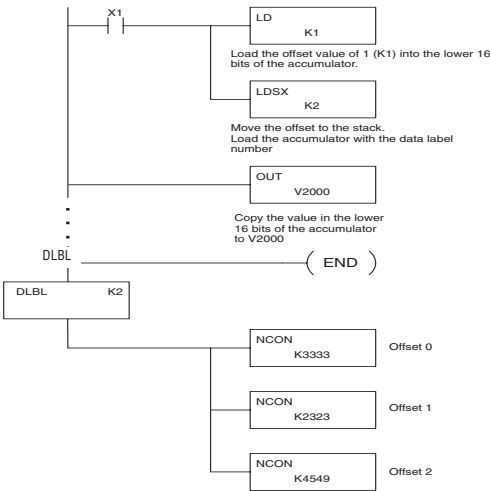 X1
LD
K1
Load the offset value of 1 (K1) into the lower 16
bits of the accumulator.
LDSX
K2
Move the offset to the stack.
Load the accumulator with the data label
number
OUT
V2000
Copy the value in the lower
16 bits of the accumulator
to V2000
DLBL
END
DLBL K2
NCON
K3333
Offset 0
NCON
K2323
Offset 1
NCON
K4549
Offset 2